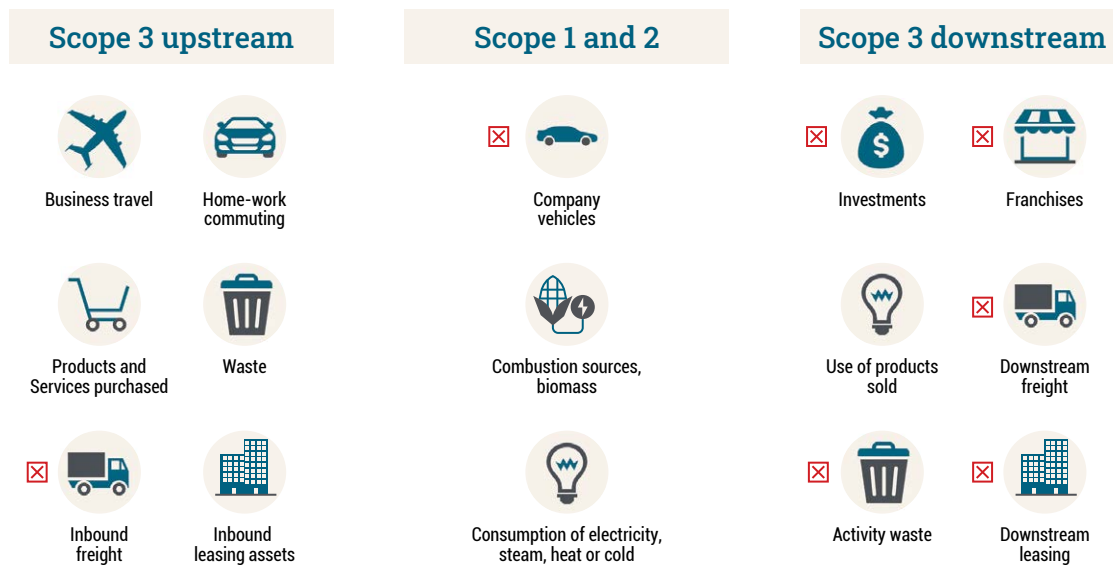 Scope 3 upstream
Business travel
Home-work
commuting
Products and
Services purchased
Waste
Inbound
freight
Inbound
leasing assets
Scope 1 and 2
Company
vehicles
Combustion sources,
biomass
Consumption of electricity,
steam, heat or cold
Scope 3 downstream
$
Investments
Franchises
Use of products
sold
Downstream
freight
Activity waste
Downstream
leasing